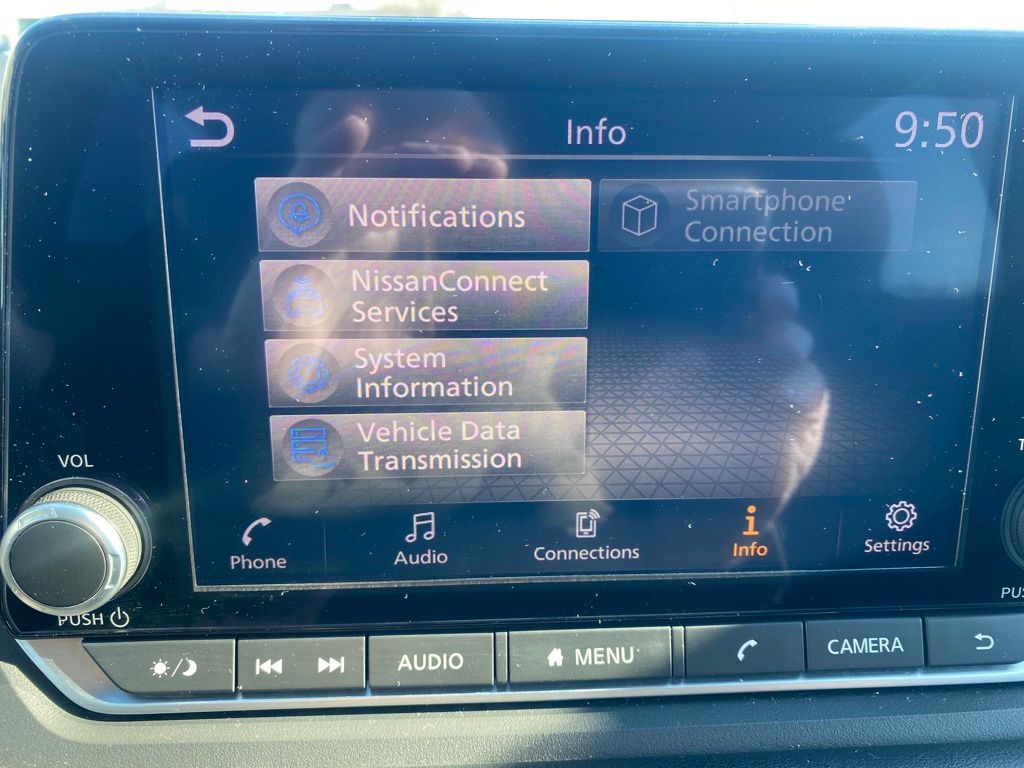 Info
9:50
Notifications
Smartphone
Connection
NissanConnect
Services
System
Information
Vehicle Data
Transmission
Phone
Audio
Connections
Info
Settings
VOL
PUSH
AUDIO
MENU
CAMERA